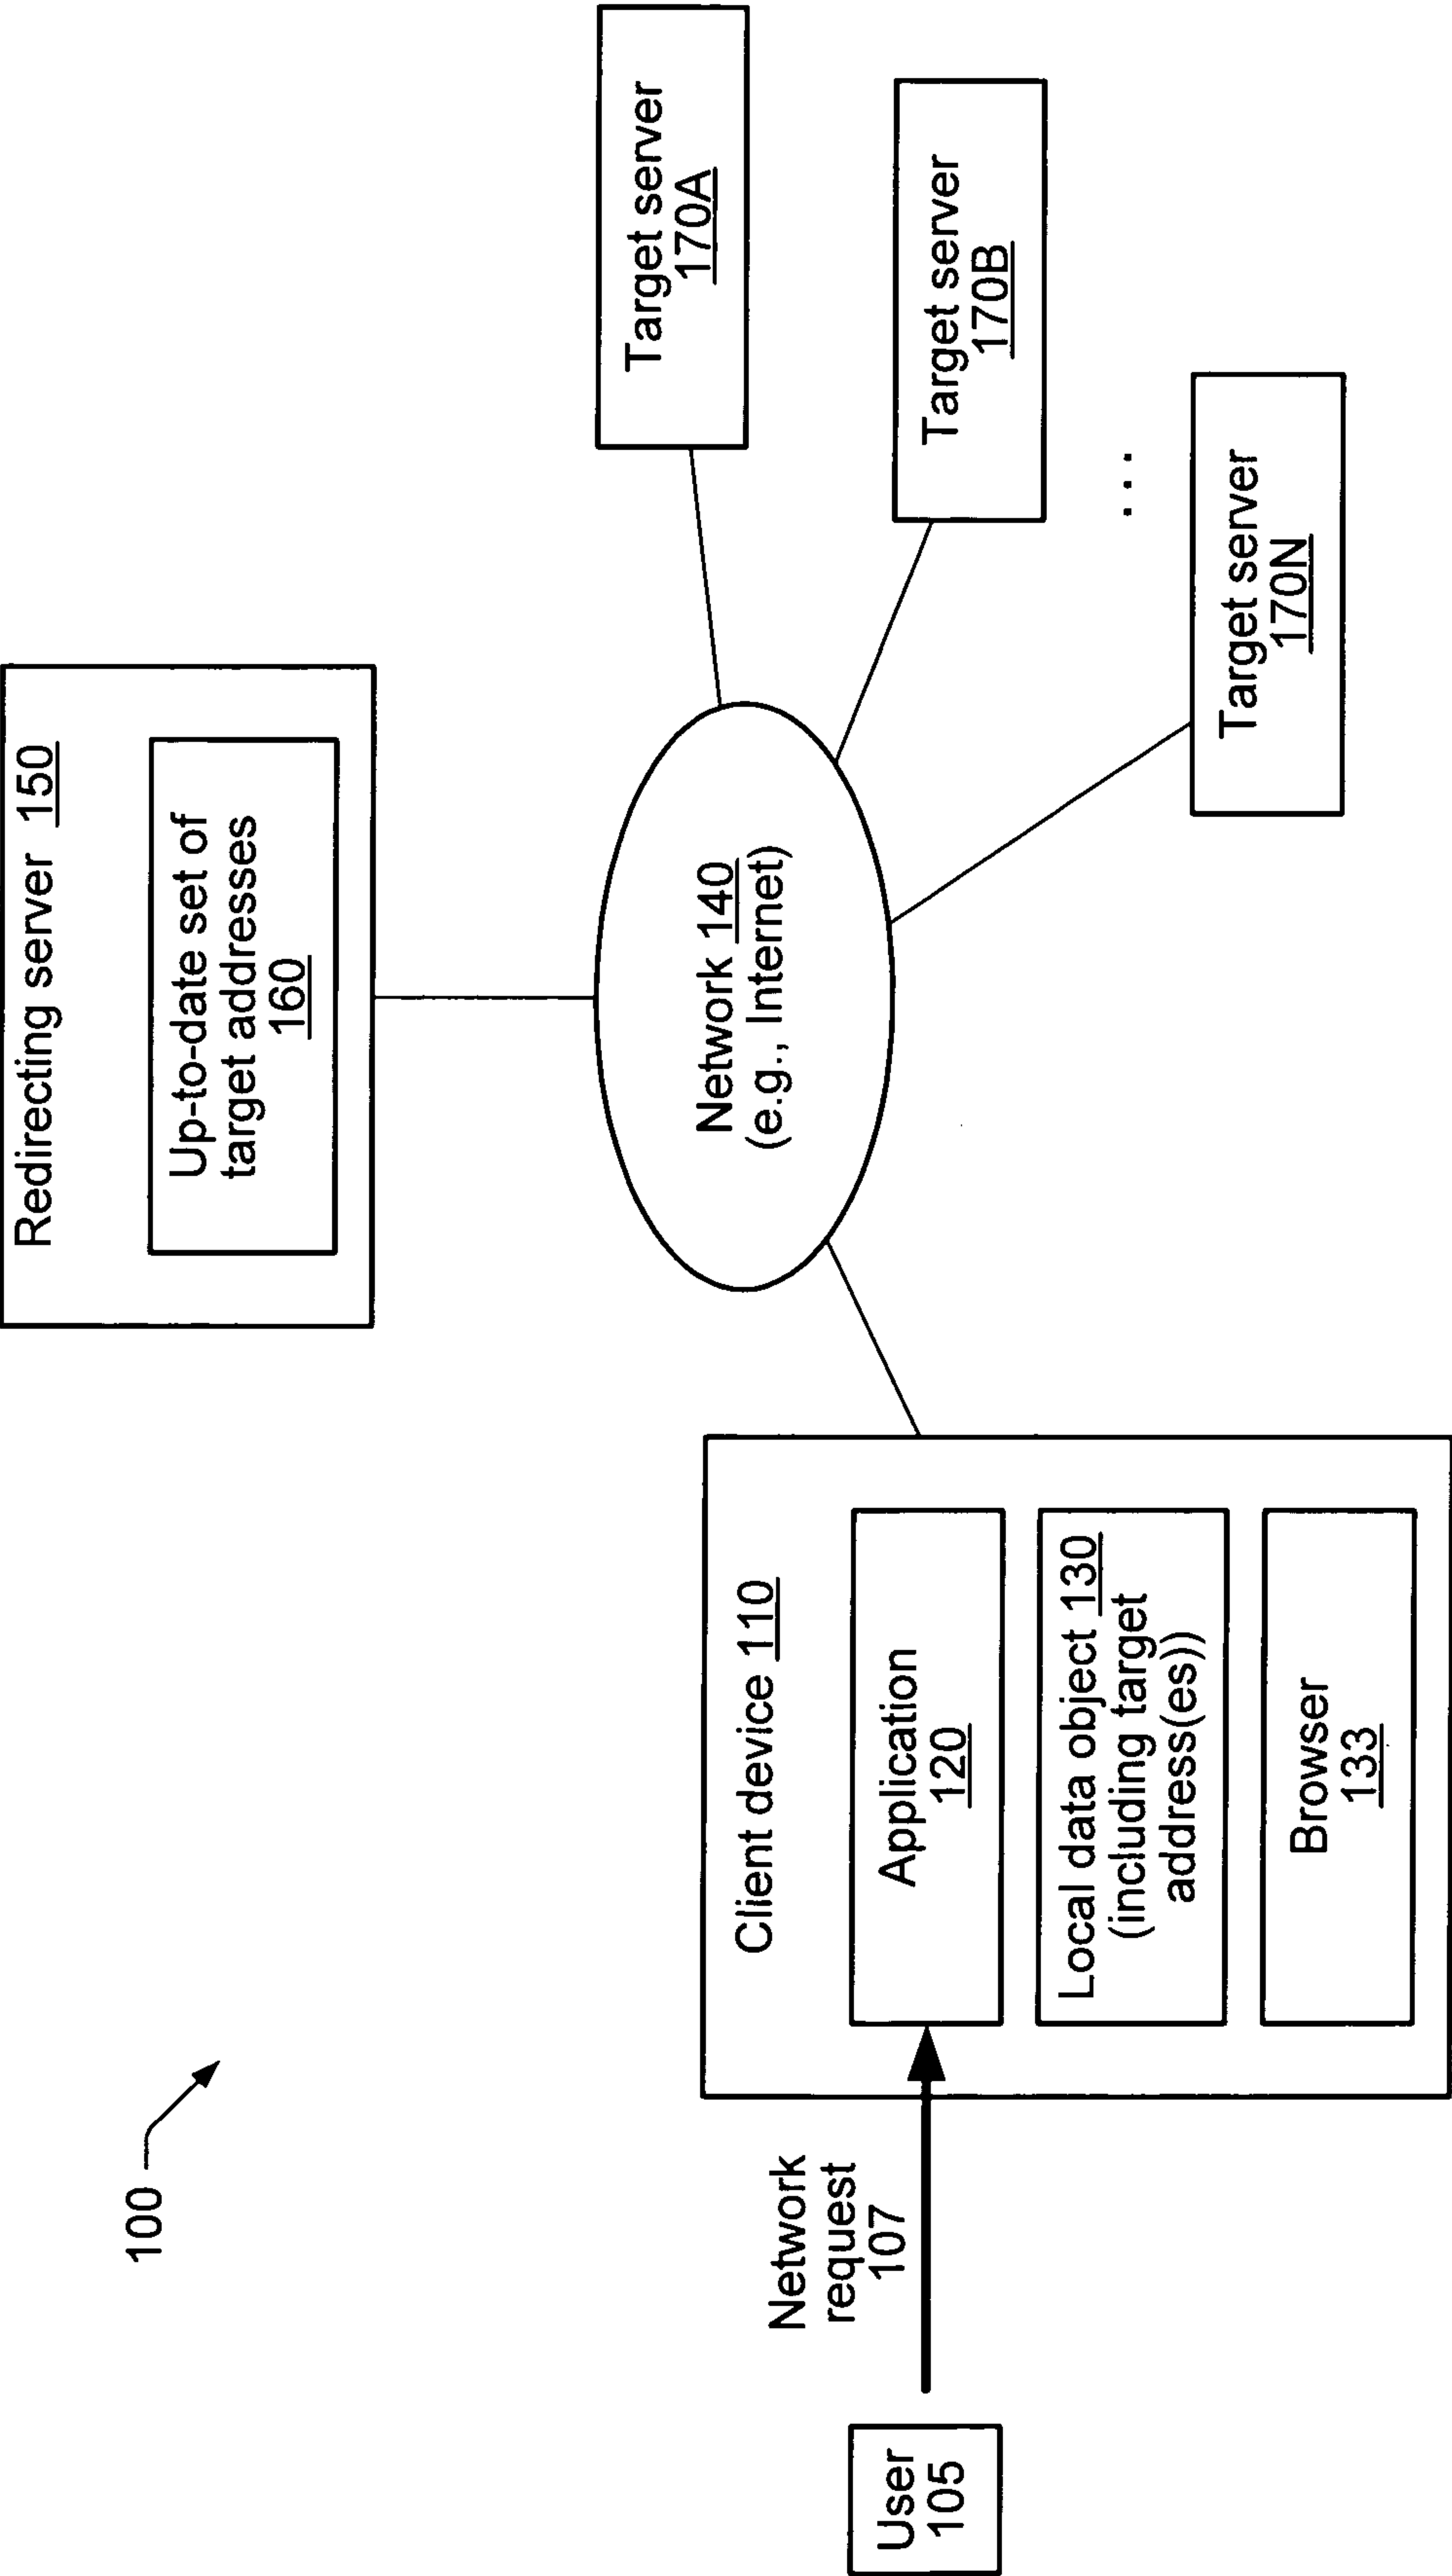 100
Redirecting server 150
Up-to-date set of
target addresses
160
User
105
Network
request
107
Client device 110
Application
120
Local data object 130
(including target
address(es))
Browser
133
Network 140
(e.g., Internet)
Target server
170A
Target server
170B
...
Target server
170N